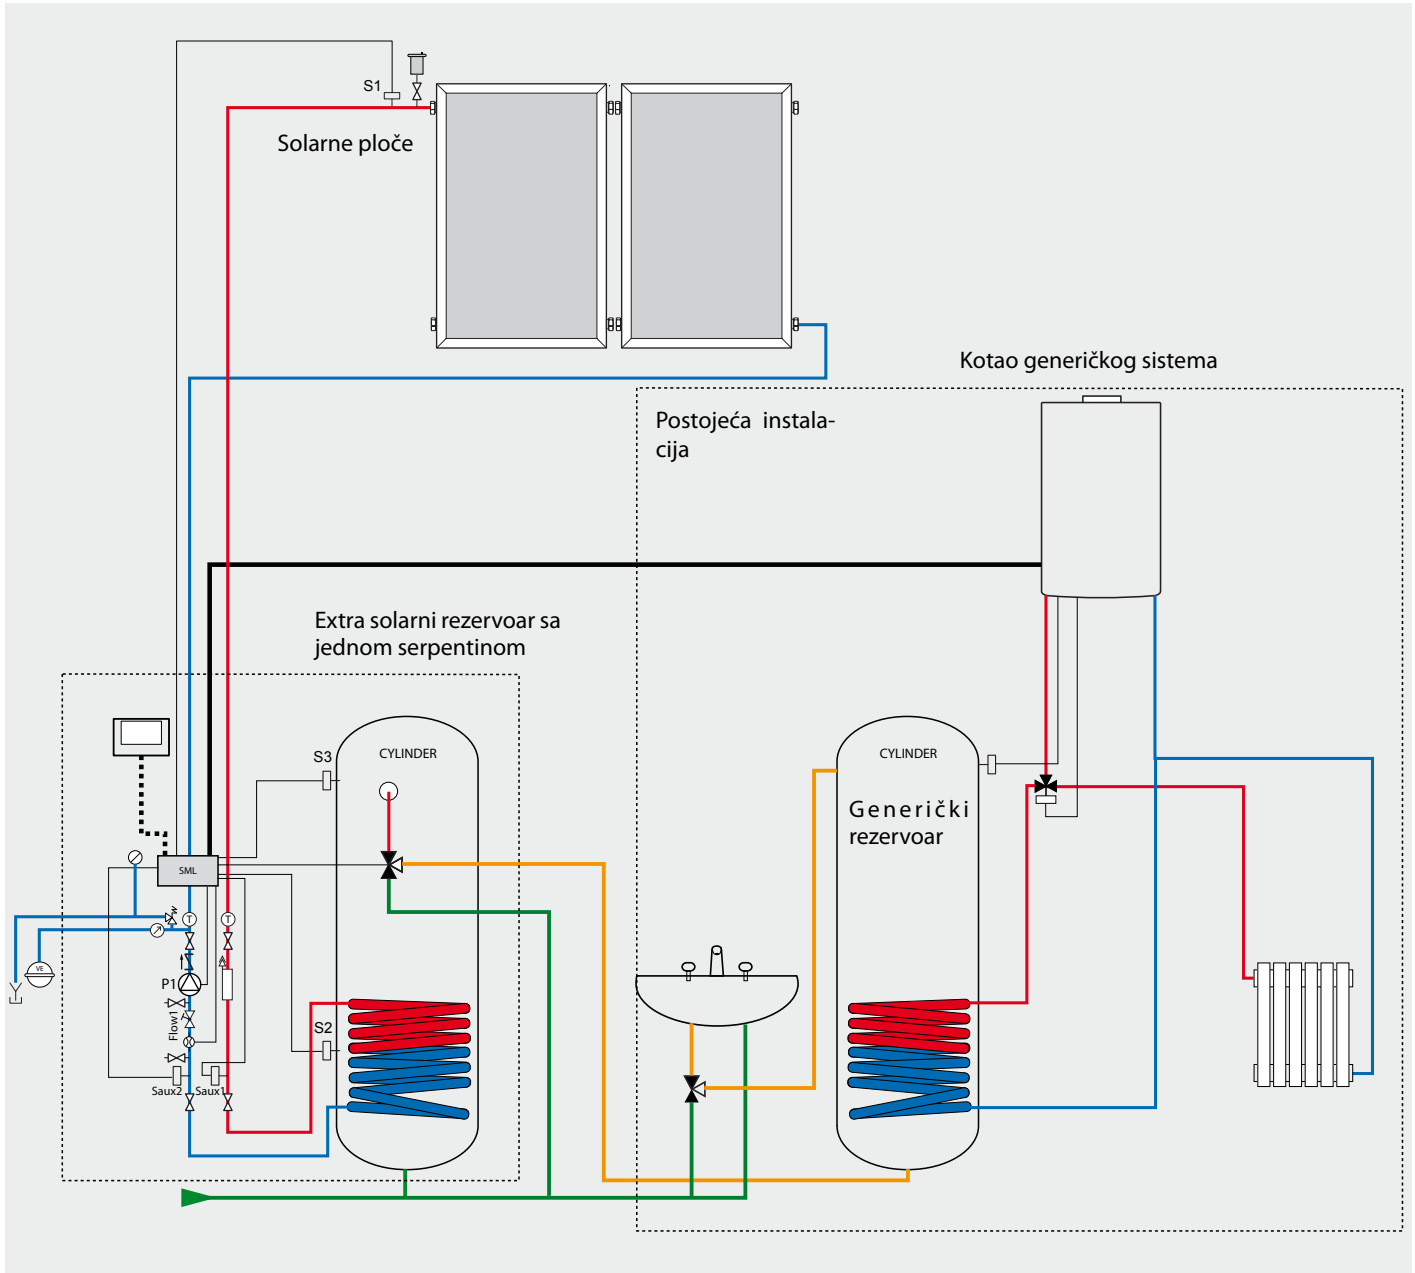 S1
Solarne ploče
Kotao generičkog sistema
Postojeća instala-
cija
Extra solarni rezervoar sa
jednom serpentinom
S3
CYLINDER
CYLINDER
Generički
rezervoar
SML
T
T
VE
P1
Flow1
S2
Saux2
Saux1